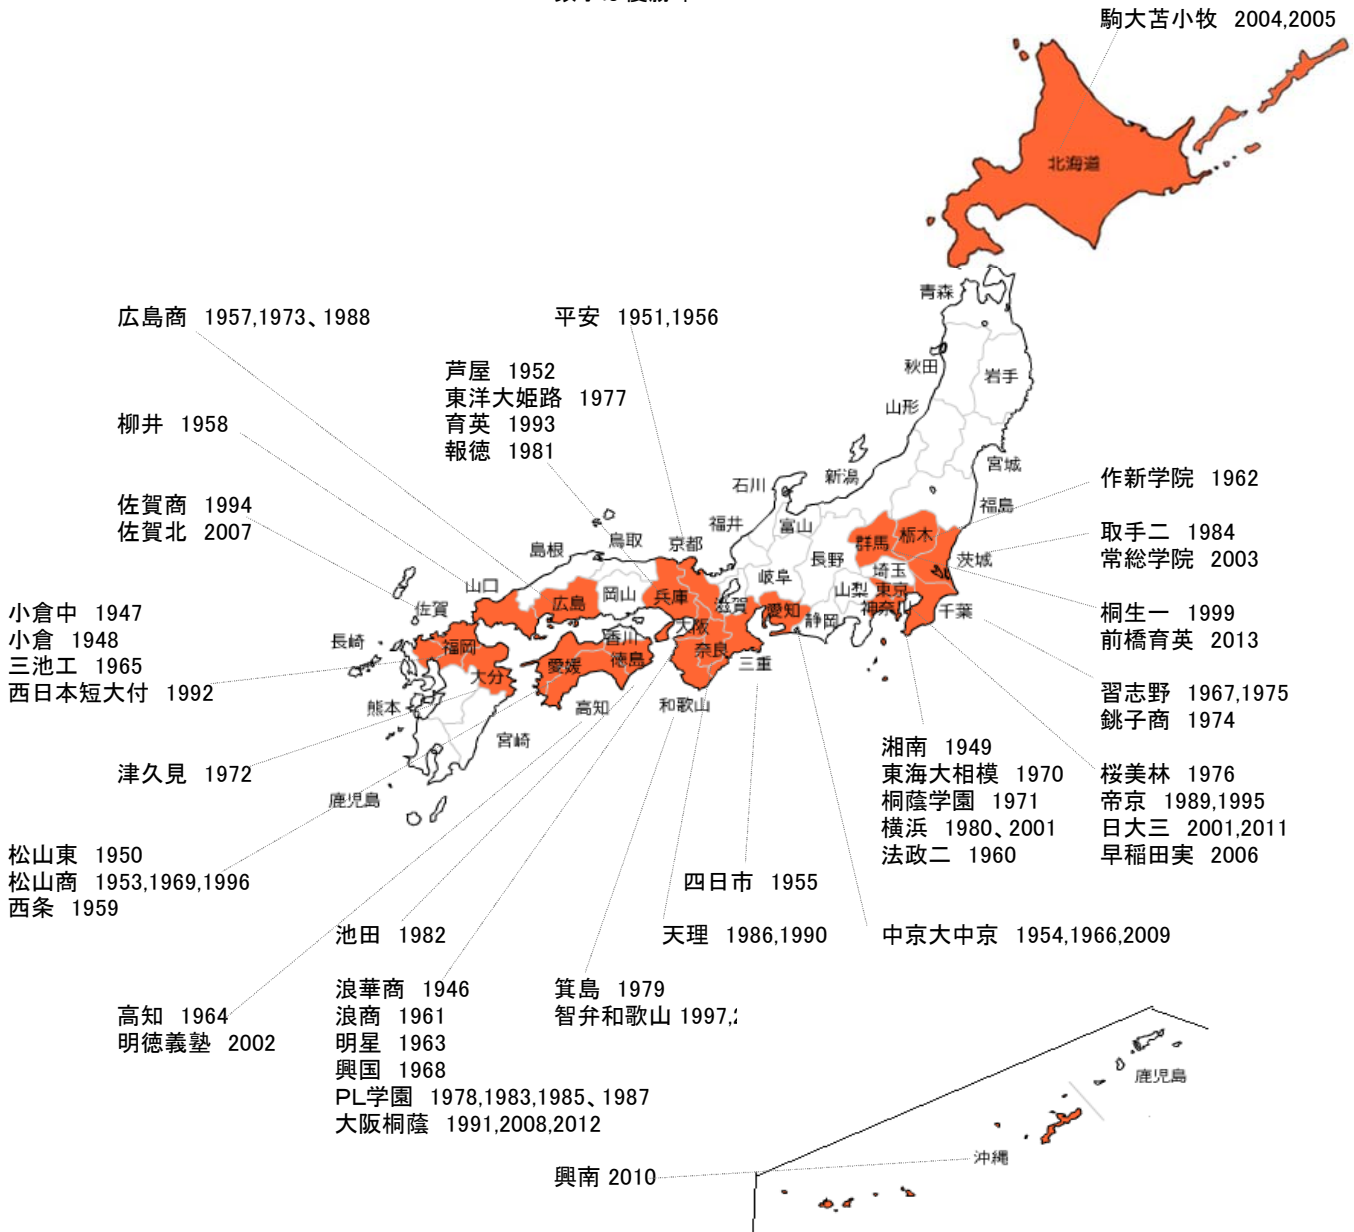 駒大苫小牧 2004,2005
北海道
青森
広島商 1957,1973、1988
平安 1951,1956
秋田
岩手
芦屋 1952
東洋大姫路 1977
育英 1993
報徳 1981
山形
柳井 1958
宮城
新潟
石川
作新学院 1962
佐賀商 1994
佐賀北 2007
福島
福井
富山
取手二 1984
常総学院 2003
群馬
栃木
島根
鳥取
京都
長野
茨城
埼玉
岐阜
山口
岡山
兵庫
山梨
東京
広島
滋賀
愛知
神奈川
千葉
静岡
桐生一 1999
前橋育英 2013
小倉中 1947
小倉 1948
三池工 1965
西日本短大付 1992
佐賀
長崎
福岡
大阪
香川
奈良
徳島
愛媛
三重
大分
熊本
高知
和歌山
宮崎
習志野 1967,1975
銚子商 1974
湘南 1949
東海大相模 1970
桐蔭学園 1971
横浜 1980、2001
法政二 1960
桜美林 1976
帝京 1989,1995
日大三 2001,2011
早稲田実 2006
津久見 1972
鹿児島
松山東 1950
松山商 1953,1969,1996
西条 1959
四日市 1955
池田 1982
天理 1986,1990
中京大中京 1954,1966,2009
高知 1964
明徳義塾 2002
浪華商 1946
浪商 1961
明星 1963
興国 1968
PL学園 1978,1983,1985、1987
大阪桐蔭 1991,2008,2012
箕島 1979
智弁和歌山 1997,
鹿児島
沖縄
興南 2010